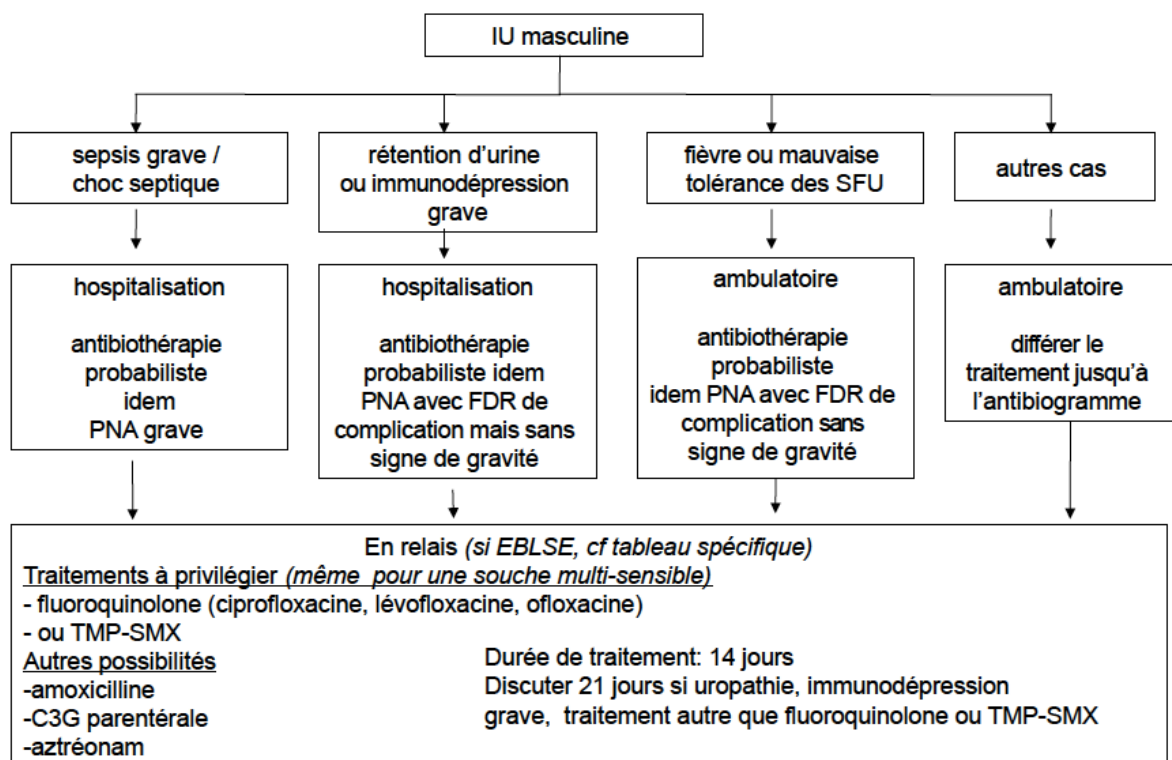 IU masculine
sepsis grave /
choc septique
rétention d'urine
ou immunodépression
grave
fièvre ou mauvaise
tolérance des SFU
autres cas
hospitalisation
antibiothérapie
probabiliste
idem
PNA grave
hospitalisation
antibiothérapie
probabiliste idem
PNA avec FDR de
complication mais sans
signe de gravité
ambulatoire
antibiothérapie
probabiliste
idem PNA avec FDR de
complication sans
signe de gravité
ambulatoire
différer le
traitement jusqu'à
l'antibiogramme
En relais (si EBLSE, cf tableau spécifique)
Traitements à privilégier (même pour une souche multi-sensible)
- fluoroquinolone (ciprofloxacine, lévofloxacine, ofloxacine)
- ou TMP-SMX
Autres possibilités
-amoxicilline
-C3G parentérale
-aztréonam
Durée de traitement: 14 jours
Discuter 21 jours si uropathie, immunodépression
grave, traitement autre que fluoroquinolone ou TMP-SMX